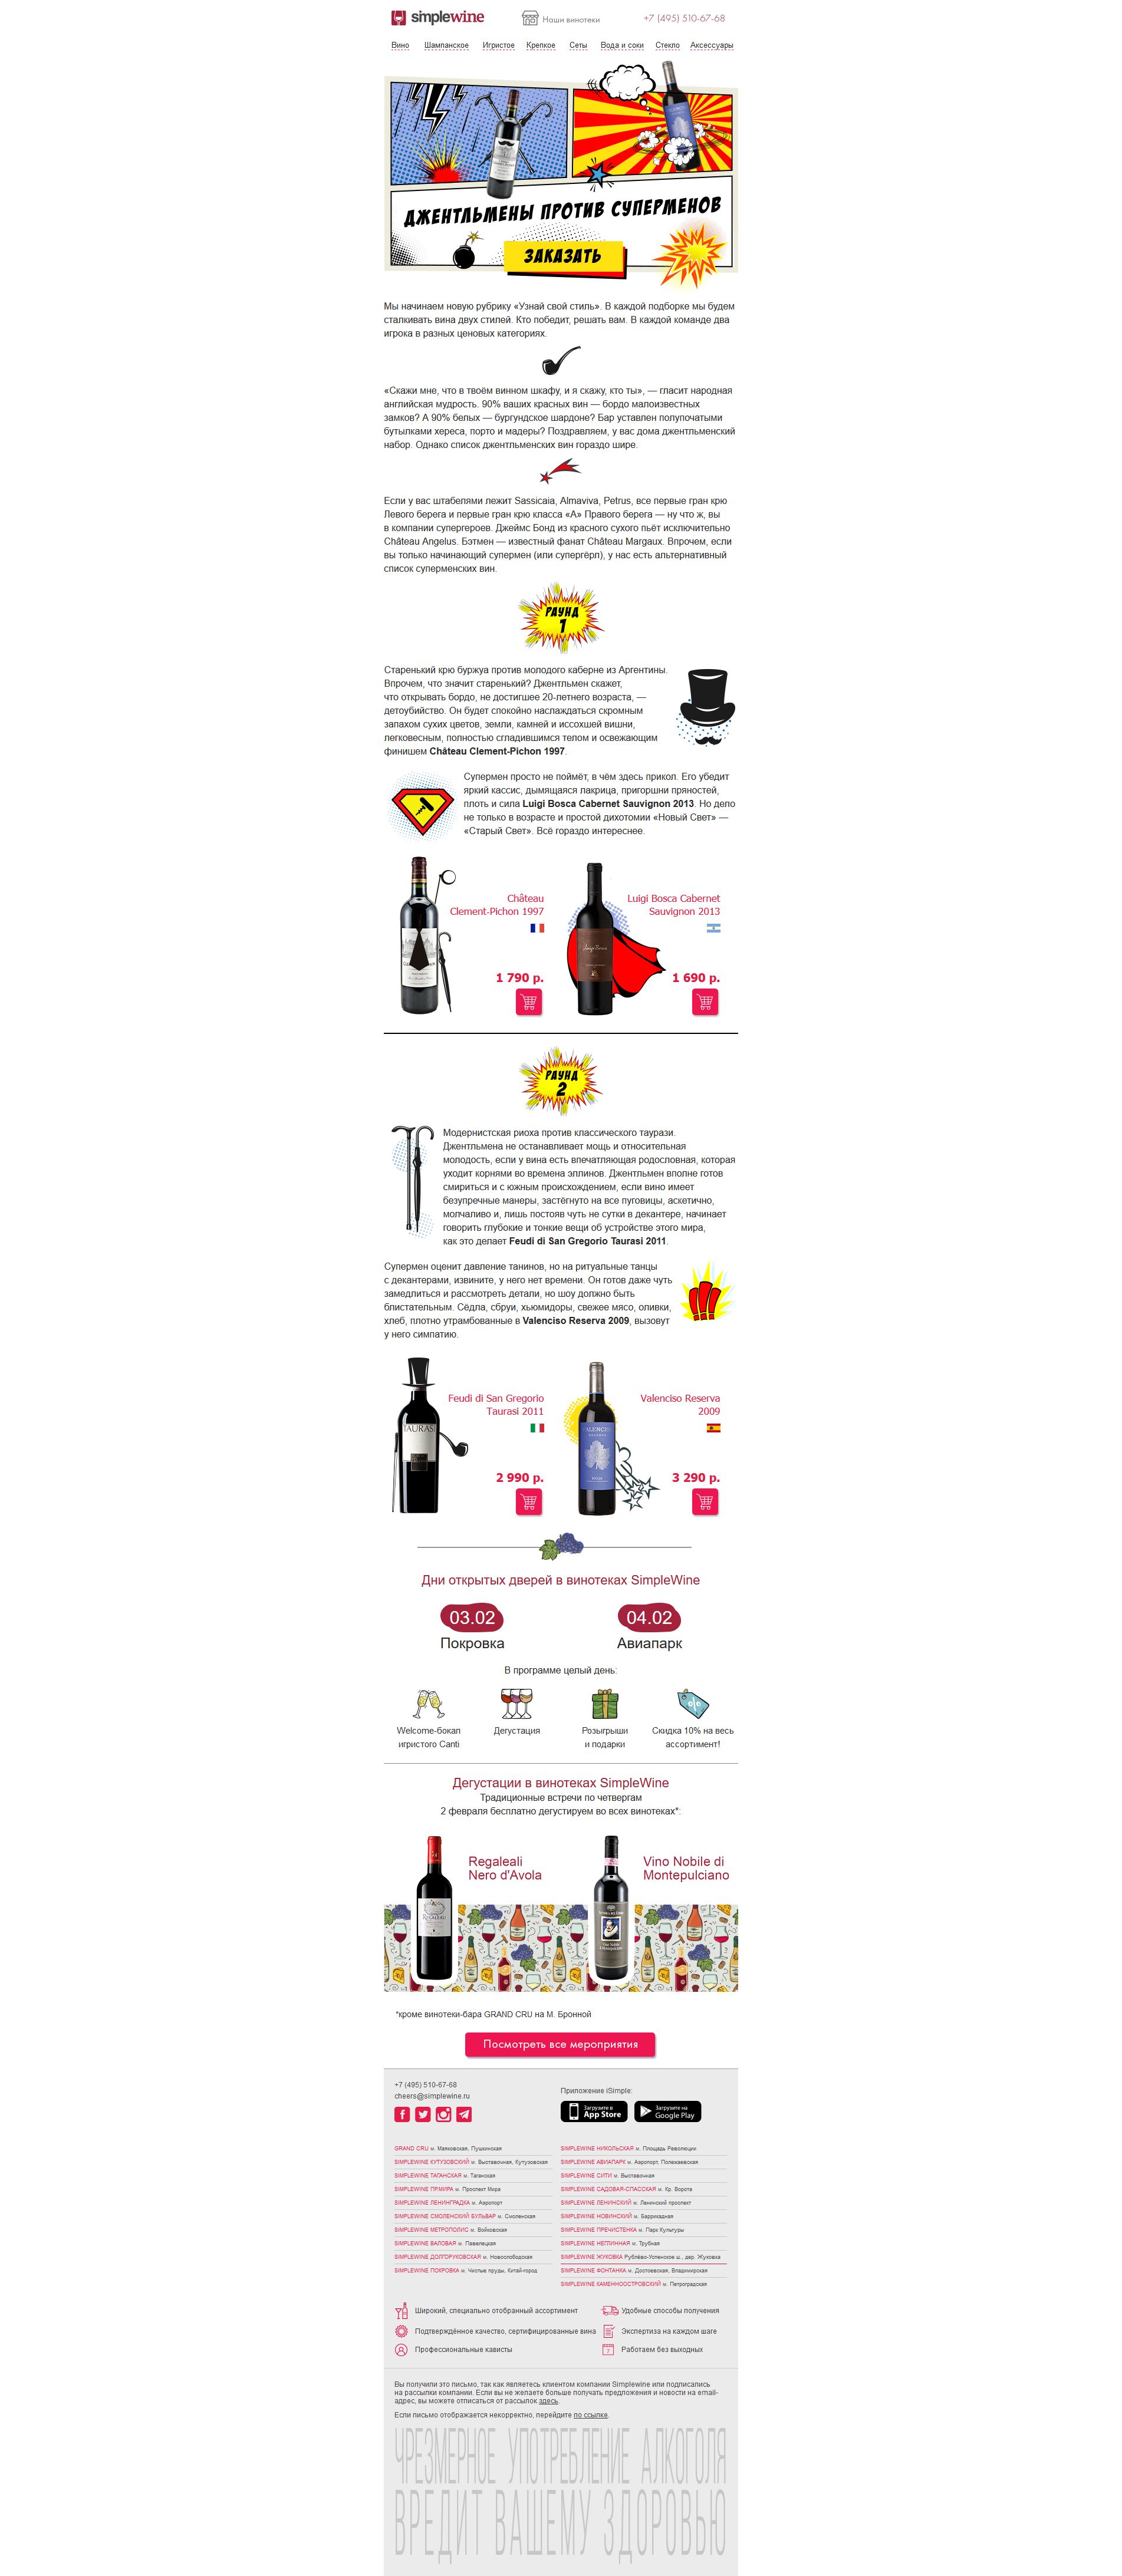 simplewine
Наши винотеки
+7 (495) 510-67-68
Вино Шампанское Игристое Крепкое Сеты Вода и соки Стекло Аксессуары
ДЖЕНТЛЬМЕНЫ ПРОТИВ СУПЕРМЕНОВ
ЗАКАЗАТЬ
Мы начинаем новую рубрику «Узнай свой стиль». В каждой подборке мы будем
сталкивать вина двух стилей. Кто победит, решать вам. В каждой команде два
игрока в разных ценовых категориях.
«Скажи мне, что в твоём винном шкафу, и я скажу, кто ты», — гласит народная
английская мудрость. 90% ваших красных вин — бордо малоизвестных
замков? А 90% белых — бургундское шардоне? Бар уставлен полупочатыми
бутылками хереса, порто и мадеры? Поздравляем, у вас дома джентльменский
набор. Однако список джентльменских вин гораздо шире.
Если у вас штабелями лежит Sassicaia, Almaviva, Petrus, все первые гран крю
Левого берега и первые гран крю класса «А» Правого берега — ну что ж, вы
в компании супергероев. Джеймс Бонд из красного сухого пьёт исключительно
Château Angelus. Бэтмен — известный фанат Château Margaux. Впрочем, если
вы только начинающий супермен (или супергёрл), у нас есть альтернативный
список суперменских вин.
РАУНД
1
Старенький крю буржуа против молодого каберне из Аргентины.
Впрочем, что значит старенький? Джентльмен скажет,
что открывать бордо, не достигшее 20-летнего возраста, —
детоубийство. Он будет спокойно наслаждаться скромным
запахом сухих цветов, земли, камней и иссохшей вишни,
легковесным, полностью сгладившимся телом и освежающим
финишем Château Clement-Pichon 1997.
Супермен просто не поймёт, в чём здесь прикол. Его убедит
яркий кассис, дымящаяся лакрица, пригоршни пряностей,
плоть и сила Luigi Bosca Cabernet Sauvignon 2013. Но дело
не только в возрасте и простой дихотомии «Новый Свет» —
«Старый Свет». Всё гораздо интереснее.
Château
Clement-Pichon 1997
1 790 р.
Luigi Bosca Cabernet
Sauvignon 2013
1 690 р.
РАУНД
2
Модернистская риоха против классического таурази.
Джентльмена не останавливает мощь и относительная
молодость, если у вина есть впечатляющая родословная, которая
уходит корнями во времена эллинов. Джентльмен вполне готов
смириться и с южным происхождением, если вино имеет
безупречные манеры, застёгнуто на все пуговицы, аскетично,
молчаливо и, лишь постояв чуть не сутки в декантере, начинает
говорить глубокие и тонкие вещи об устройстве этого мира,
как это делает Feudi di San Gregorio Taurasi 2011.
Супермен оценит давление танинов, но на ритуальные танцы
с декантерами, извините, у него нет времени. Он готов даже чуть
замедлиться и рассмотреть детали, но шоу должно быть
блистательным. Сёдла, сбруи, хьюмидоры, свежее мясо, оливки,
хлеб, плотно утрамбованные в Valenciso Reserva 2009, вызовут
у него симпатию.
TAURASI
Feudi di San Gregorio
Taurasi 2011
2 990 р.
Valenciso Reserva
2009
3 290 р.
Дни открытых дверей в винотеках SimpleWine
03.02
Покровка
04.02
Авиапарк
В программе целый день:
Welcome-бокал
игристого Canti
Дегустация
Розыгрыши
и подарки
Скидка 10% на весь
ассортимент!
Дегустации в винотеках SimpleWine
Традиционные встречи по четвергам
2 февраля бесплатно дегустируем во всех винотеках*:
Regaleali
Nero d'Avola
Vino Nobile di
Montepulciano
*кроме винотеки-бара GRAND CRU на М. Бронной
Посмотреть все мероприятия
+7 (495) 510-67-68
cheers@simplewine.ru
Приложение iSimple:
Загрузите в
App Store
Загрузите на
Google Play
GRAND CRU м. Маяковская, Пушкинская
SIMPLEWINE КУТУЗОВСКИЙ м. Выставочная, Кутузовская
SIMPLEWINE ТАГАНСКАЯ м. Таганская
SIMPLEWINE ПР.МИРА м. Проспект Мира
SIMPLEWINE ЛЕНИНГРАДКА м. Аэропорт
SIMPLEWINE СМОЛЕНСКИЙ БУЛЬВАР м. Смоленская
SIMPLEWINE МЕТРОПОЛИС м. Войковская
SIMPLEWINE ВАЛОВАЯ м. Павелецкая
SIMPLEWINE ДОЛГОРУКОВСКАЯ м. Новослободская
SIMPLEWINE ПОКРОВКА м. Чистые пруды, Китай-город
SIMPLEWINE НИКОЛЬСКАЯ м. Площадь Революции
SIMPLEWINE АВИАПАРК м. Аэропорт, Полежаевская
SIMPLEWINE СИТИ м. Выставочная
SIMPLEWINE САДОВАЯ-СПАССКАЯ м. Кр. Ворота
SIMPLEWINE ЛЕНИНСКИЙ м. Ленинский проспект
SIMPLEWINE НОВИНСКИЙ м. Баррикадная
SIMPLEWINE ПРЕЧИСТЕНКА м. Парк Культуры
SIMPLEWINE НЕГЛИННАЯ м. Трубная
SIMPLEWINE ЖУКОВКА Рублёво-Успенское ш., дер. Жуковка
SIMPLEWINE ФОНТАНКА м. Достоевская, Владимирская
SIMPLEWINE КАМЕННООСТРОВСКИЙ м. Петроградская
Широкий, специально отобранный ассортимент
Удобные способы получения
Подтверждённое качество, сертифицированные вина
Экспертиза на каждом шаге
Профессиональные кависты
Работаем без выходных
Вы получили это письмо, так как являетесь клиентом компании Simplewine или подписались
на рассылки компании. Если вы не желаете больше получать предложения и новости на email-
адрес, вы можете отписаться от рассылок здесь.
Если письмо отображается некорректно, перейдите по ссылке.
ЧРЕЗМЕРНОЕ УПОТРЕБЛЕНИЕ АЛКОГОЛЯ
ВРЕДИТ ВАШЕМУ ЗДОРОВЬЮ